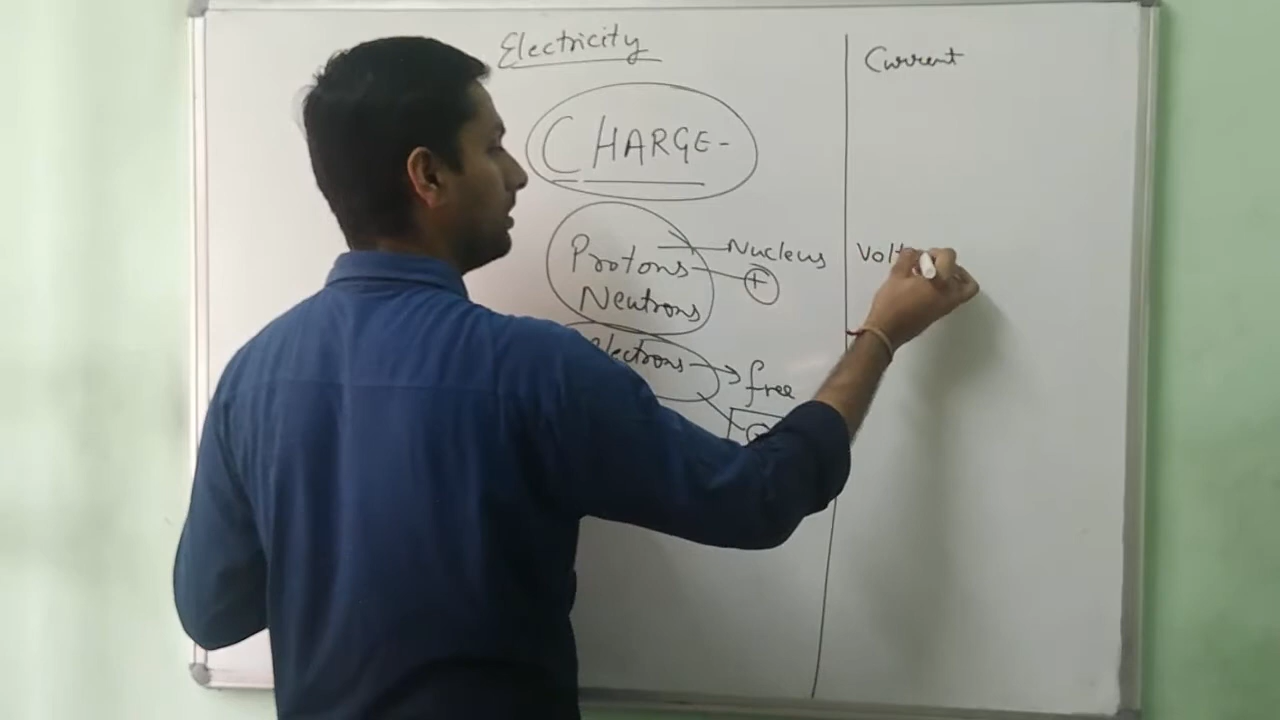 Electricity
CHARGE-
Protons Nucleus
+
Neutrons
free
Current